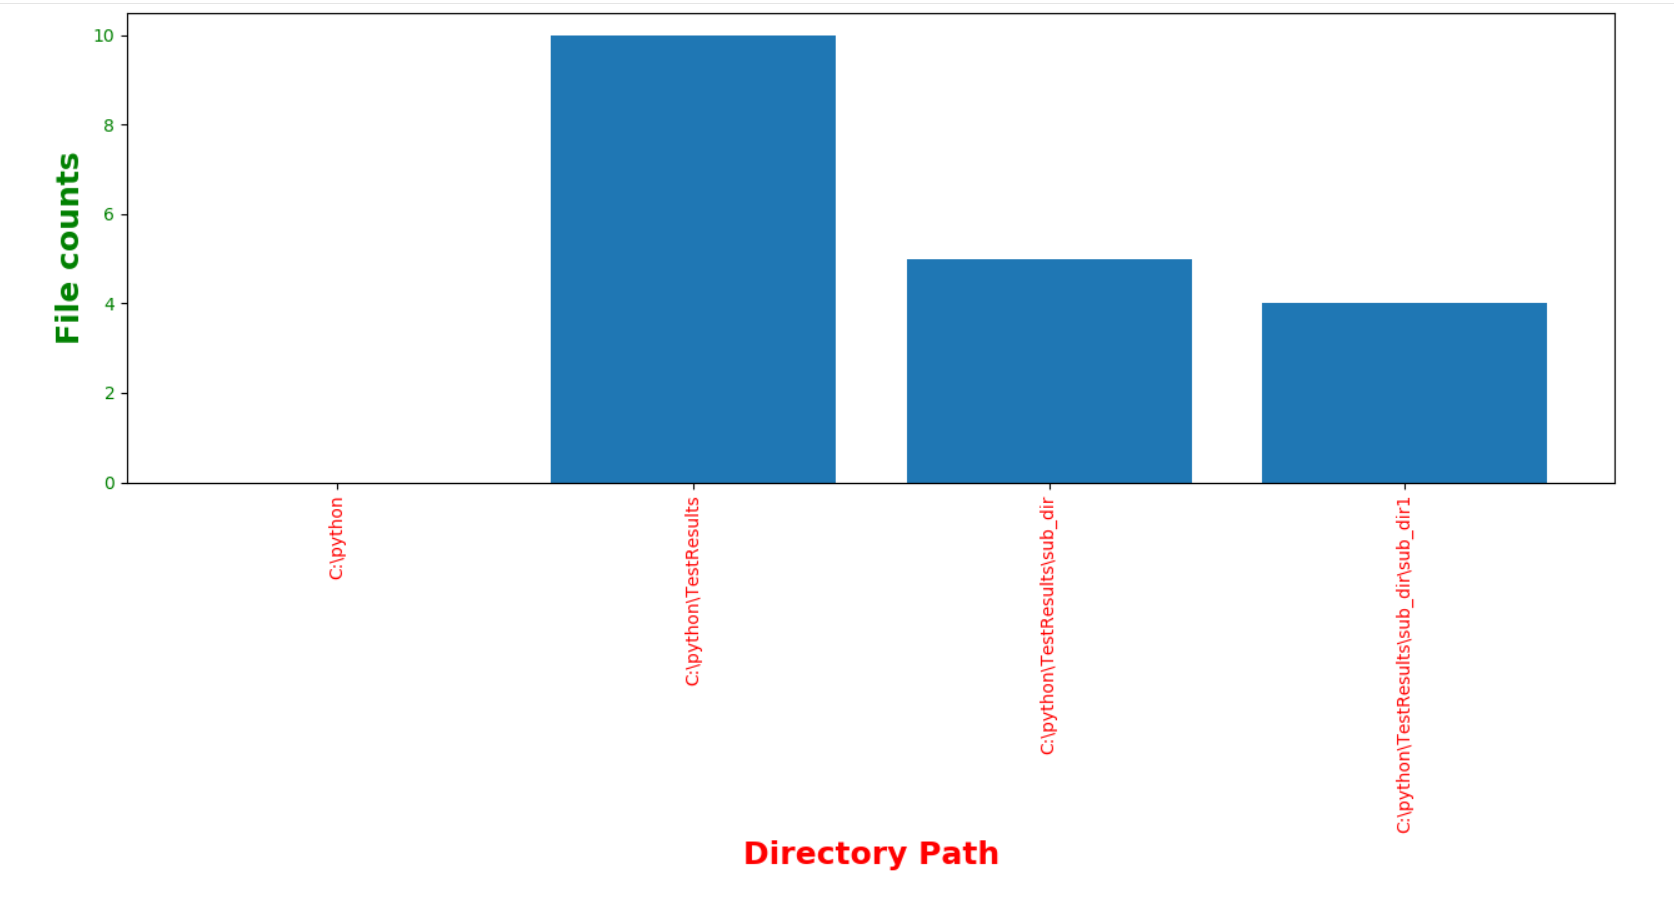 10
8
6
4
2
0
File counts
C:\python
C:\python\TestResults
C:\python\TestResults\sub_dir
C:\python\TestResults\sub_dir\sub_dir1
Directory Path